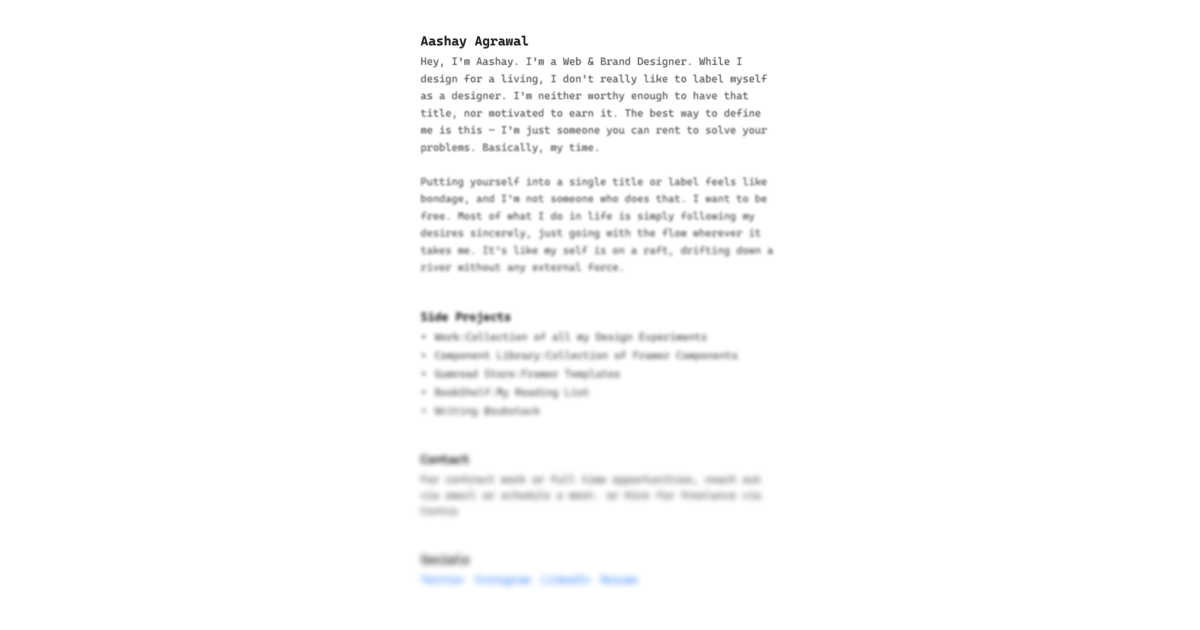 Aashay Agrawal
Hey, I’m Aashay. I’m a Web & Brand Designer. While I
design for a living, I don’t really like to label myself
as a designer. I’m neither worthy enough to have that
title, nor motivated to earn it. The best way to define
me is this — I’m just someone you can rent to solve your
problems. Basically, my time.
Putting yourself into a single title or label feels like
bondage, and I'm not someone who does that. I want to be
free. Most of what I do in life is simply following my
desires sincerely, just going with the flow wherever it
takes me. It's like my self is on a raft, drifting down a
river without any external force.
Side Projects
• Work:Collection of all my Design Experiments
• Component Library:Collection of Framer Components
• Gumroad Store:Framer Templates
• BookShelf:My Reading List
• Writing @substack
Contact
For contract work or full time opportunities, reach out
via email or schedule a meet. or Hire for freelance via
Contra
Socials
Twitter Instagram LinkedIn Resume